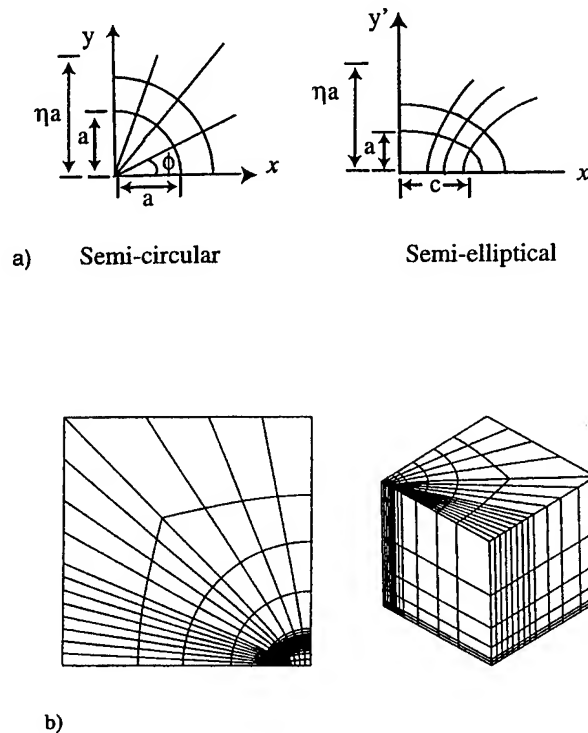 y
ηa
a
ϕ
x
a
y'
ηa
a
x
c
a) Semi-circular Semi-elliptical
b)